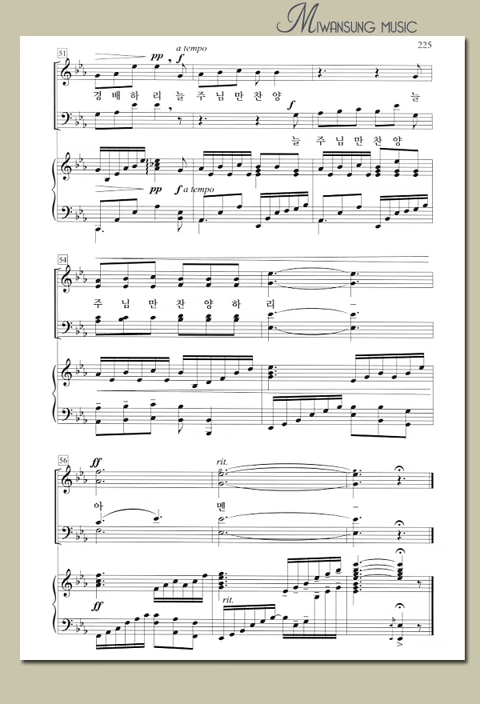 MIWANSUNG MUSIC
225
51
pp
a tempo
f
경배하리늘주님만찬양 늘
f
늘주님만찬양
pp
f a tempo
54
주님만찬양하리 –
56
ff
rit.
아 멘 –
ff
rit.